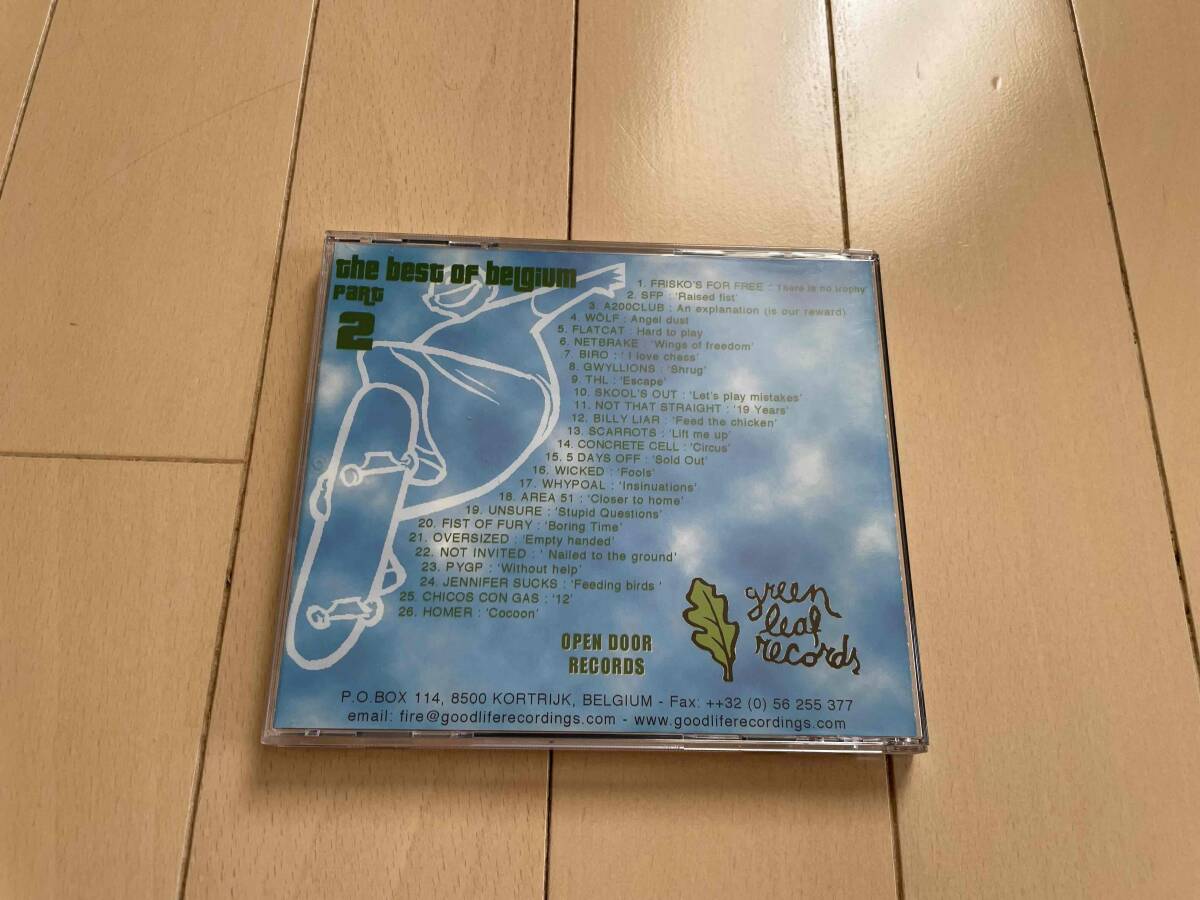 the best of belgium
part
2
1. FRISKO'S FOR FREE : There is no trophy
2. SFP : 'Raised fist'
3. A200CLUB : An explanation (is our reward)
4. WÖLF : Angel dust
5. FLATCAT : Hard to play
6. NETBRAKE : 'Wings of freedom'
7. BIRO : ' I love chess'
8. GWYLLIONS : 'Shrug'
9. THL : 'Escape'
10. SKOOL'S OUT : 'Let's play mistakes'
11. NOT THAT STRAIGHT : '19 Years'
12. BILLY LIAR : 'Feed the chicken'
13. SCARROTS : 'Lift me up'
14. CONCRETE CELL : 'Circus'
15. 5 DAYS OFF : 'Sold Out'
16. WICKED : 'Fools'
17. WHYPOAL : 'Insinuations'
18. AREA 51 : 'Closer to home'
19. UNSURE : 'Stupid Questions'
20. FIST OF FURY : 'Boring Time'
21. OVERSIZED : 'Empty handed'
22. NOT INVITED : ' Nailed to the ground'
23. PYGP : 'Without help'
24. JENNIFER SUCKS : 'Feeding birds '
25. CHICOS CON GAS : '12'
26. HOMER : 'Cocoon'
OPEN DOOR
RECORDS
green
leaf
records
P.O.BOX 114, 8500 KORTRIJK, BELGIUM - Fax: ++32 (0) 56 255 377
email: fire@goodliferecordings.com - www.goodliferecordings.com